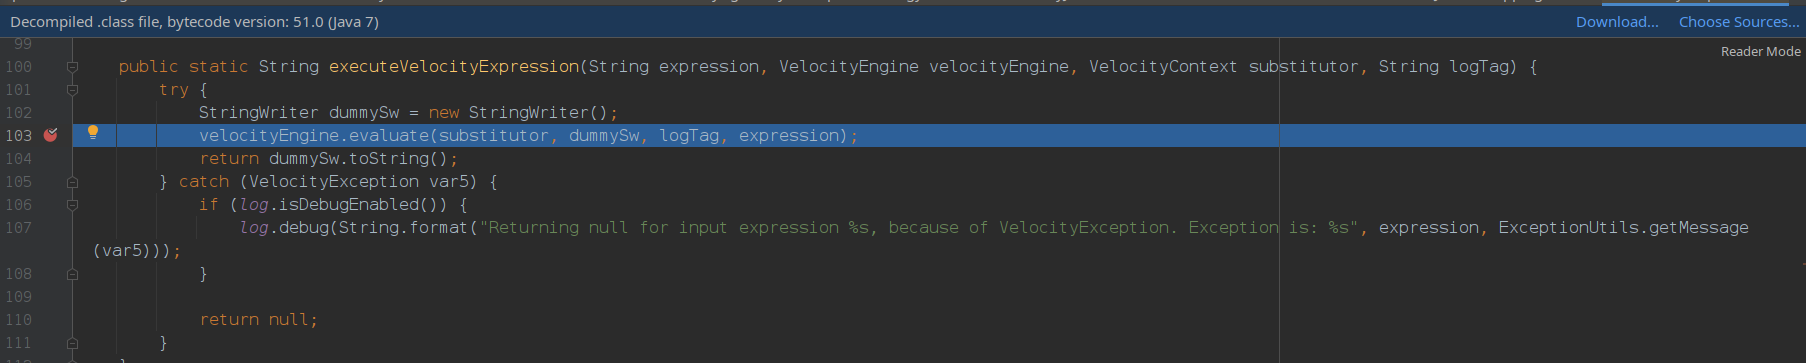 Decompiled .class file, bytecode version: 51.0 (Java 7) Download... Choose Sources...
99
Reader Mode
100 public static String executeVelocityExpression(String expression, VelocityEngine velocityEngine, VelocityContext substitutor, String logTag) {
101 try {
102 StringWriter dummySw = new StringWriter();
103 velocityEngine.evaluate(substitutor, dummySw, logTag, expression);
104 return dummySw.toString();
105 } catch (VelocityException var5) {
106 if (log.isDebugEnabled()) {
107 log.debug(String.format("Returning null for input expression %s, because of VelocityException. Exception is: %s", expression, ExceptionUtils.getMessage
(var5)));
108 }
109
110 return null;
111 }